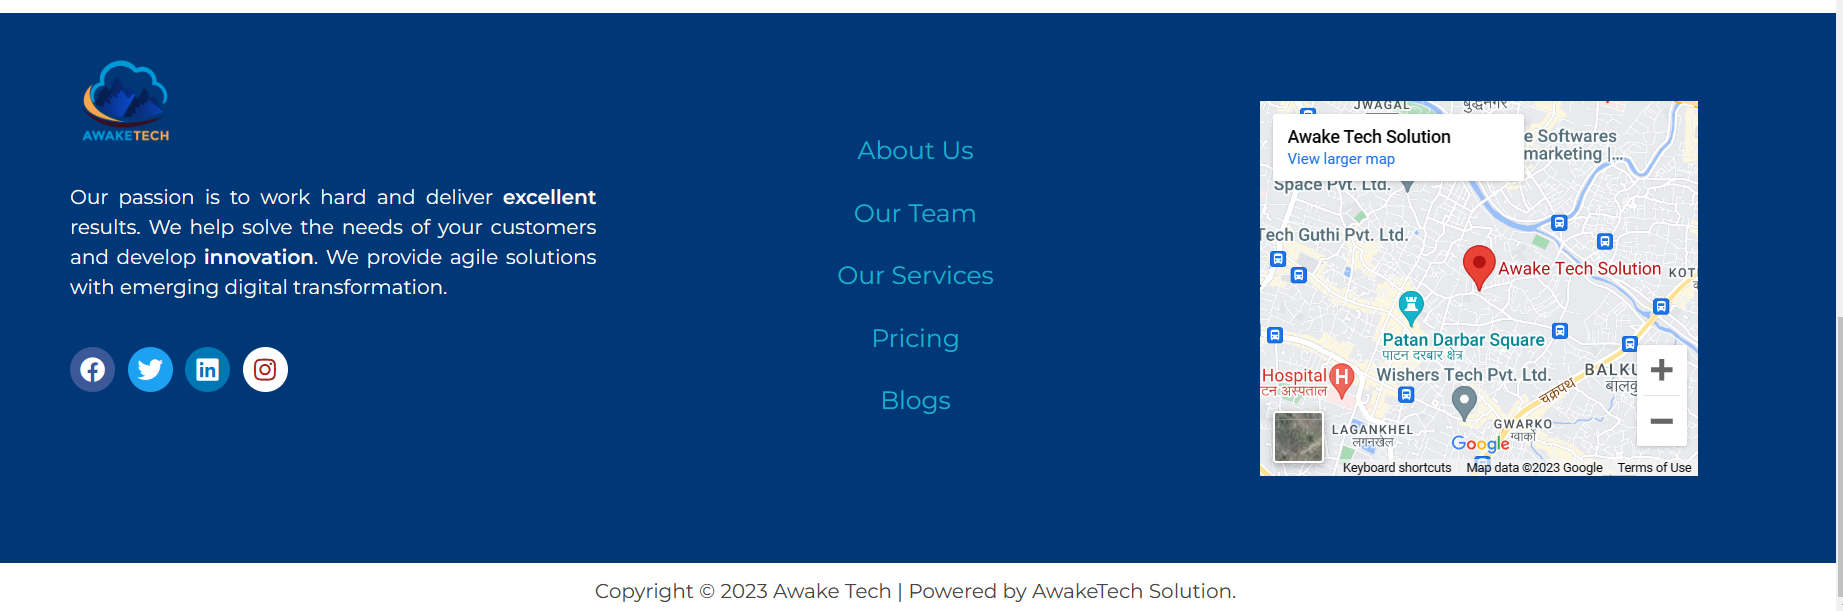 AWAKETECH
Our passion is to work hard and deliver excellent
results. We help solve the needs of your customers
and develop innovation. We provide agile solutions
with emerging digital transformation.
About Us
Our Team
Our Services
Pricing
Blogs
JWAGAL
बुद्धनगर
Awake Tech Solution
View larger map
e Softwares
marketing |...
Space Pvt. Ltd.
Tech Guthi Pvt. Ltd.
Awake Tech Solution
KOT
Patan Darbar Square
पाटन दरबार क्षेत्र
Wishers Tech Pvt. Ltd.
Hospital
H
टन अस्पताल
BALKU
बालकु
चक्रपथ
LAGANKHEL
लगनखेल
GWARKO
ग्वार्को
Google
Keyboard shortcuts
Map data ©2023 Google
Terms of Use
Copyright © 2023 Awake Tech | Powered by AwakeTech Solution.